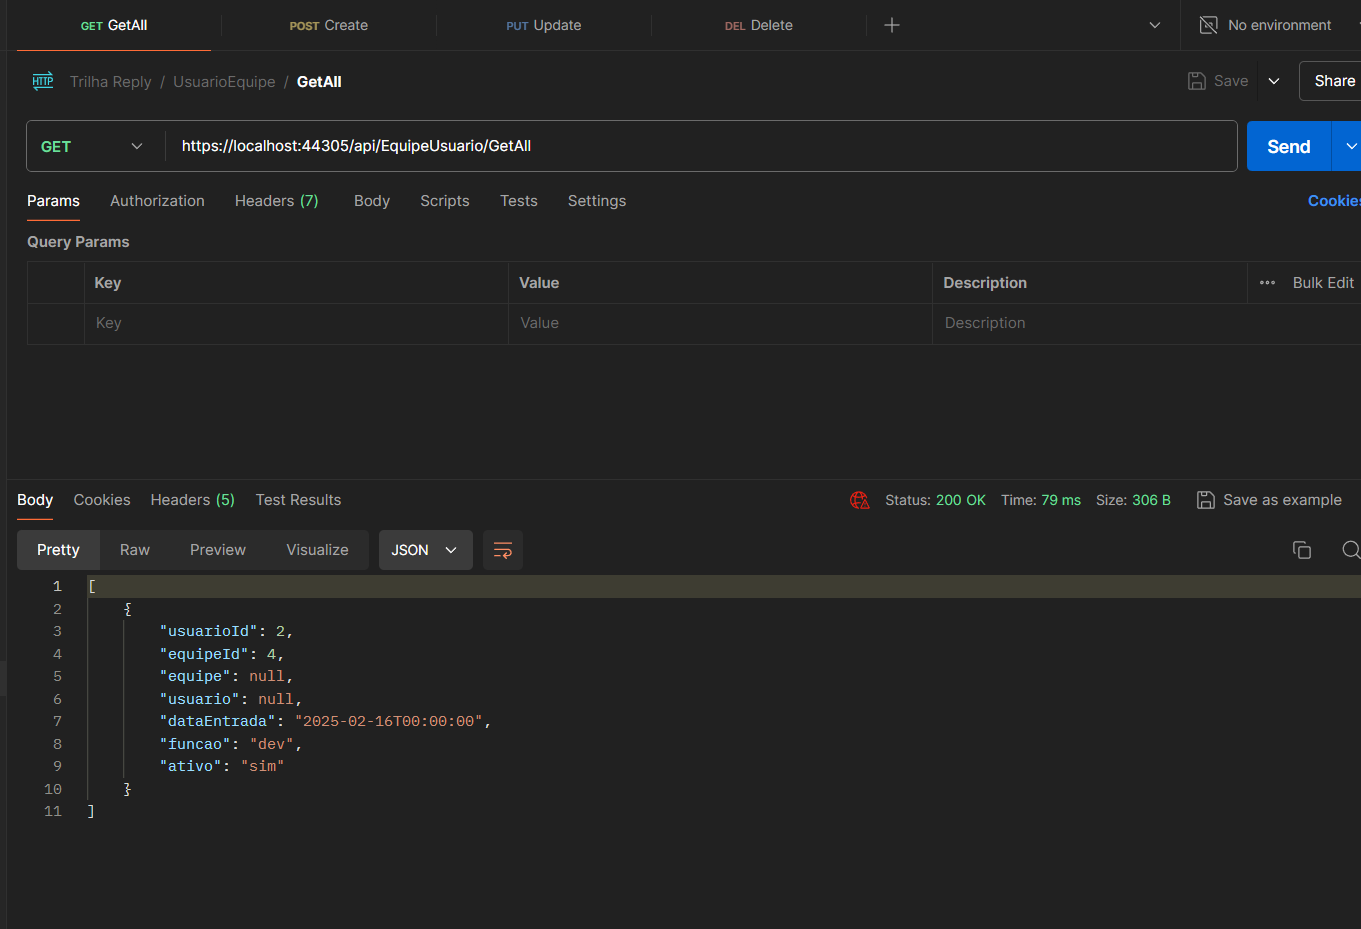 GET GetAll POST Create PUT Update DEL Delete No environment
HTTP Trilha Reply / UsuarioEquipe / GetAll Save Share
GET https://localhost:44305/api/EquipeUsuario/GetAll Send
Params Authorization Headers (7) Body Scripts Tests Settings Cookies
Query Params
Key Value Description Bulk Edit
Key Value Description
Body Cookies Headers (5) Test Results Status: 200 OK Time: 79 ms Size: 306 B Save as example
Pretty Raw Preview Visualize JSON
1 [
2 {
3 "usuarioId": 2,
4 "equipeId": 4,
5 "equipe": null,
6 "usuario": null,
7 "dataEntrada": "2025-02-16T00:00:00",
8 "funcao": "dev",
9 "ativo": "sim"
10 }
11 ]